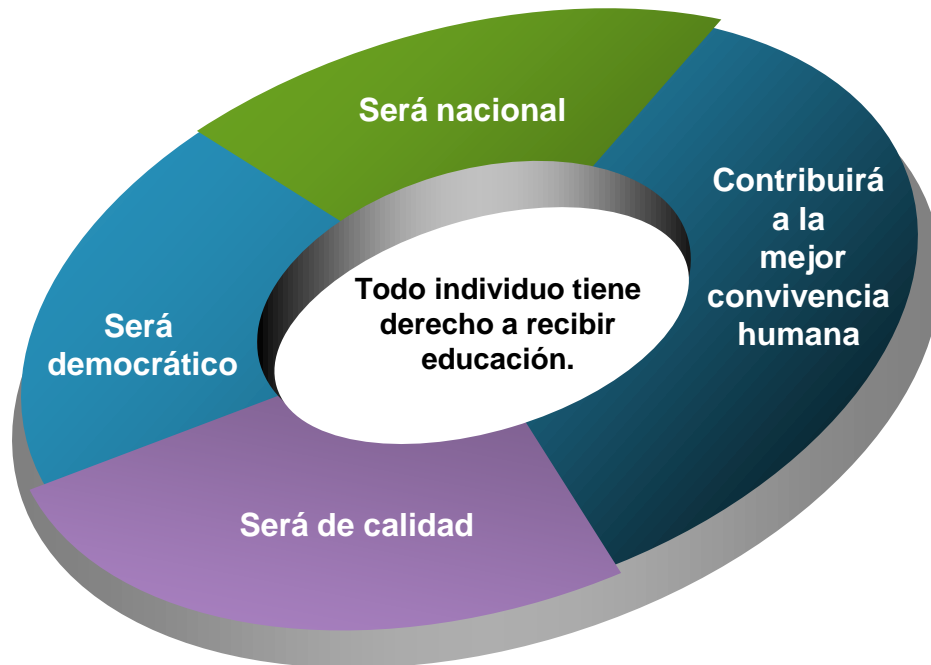 Será nacional
Contribuirá
a la
mejor
convivencia
humana
Todo individuo tiene
derecho a recibir
educación.
Será
democrático
Será de calidad